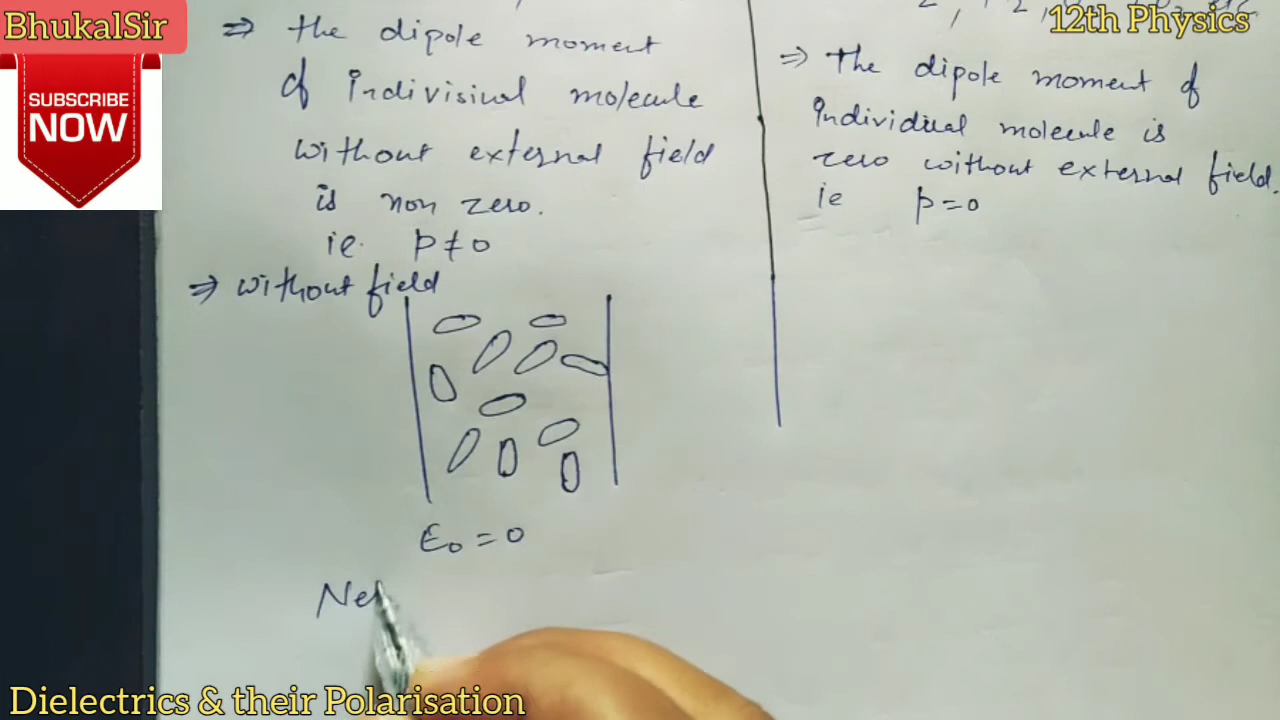 BhukalSir
12th Physics
SUBSCRIBE
NOW
⇒ the dipole moment
of Indivisiual molecule
without external field
is non zero.
ie. p ≠ 0
⇒ without field
E₀ = 0
Net
⇒ The dipole moment of
Individual molecule is
zero without external field.
ie p = 0
Dielectrics & their Polarisation